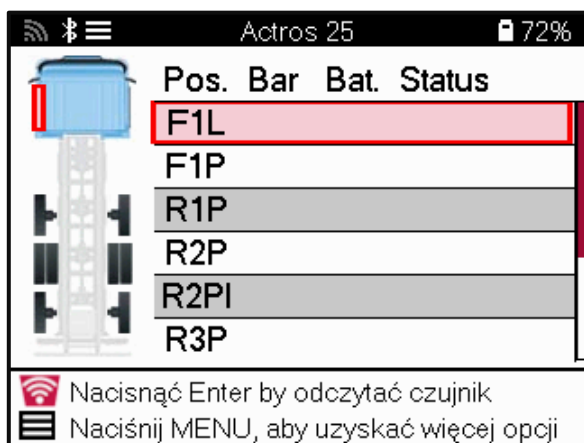 Actros 25 72%
Pos. Bar Bat. Status
F1L
F1P
R1P
R2P
R2PI
R3P
Nacisnąć Enter by odczytać czujnik
Naciśnij MENU, aby uzyskać więcej opcji